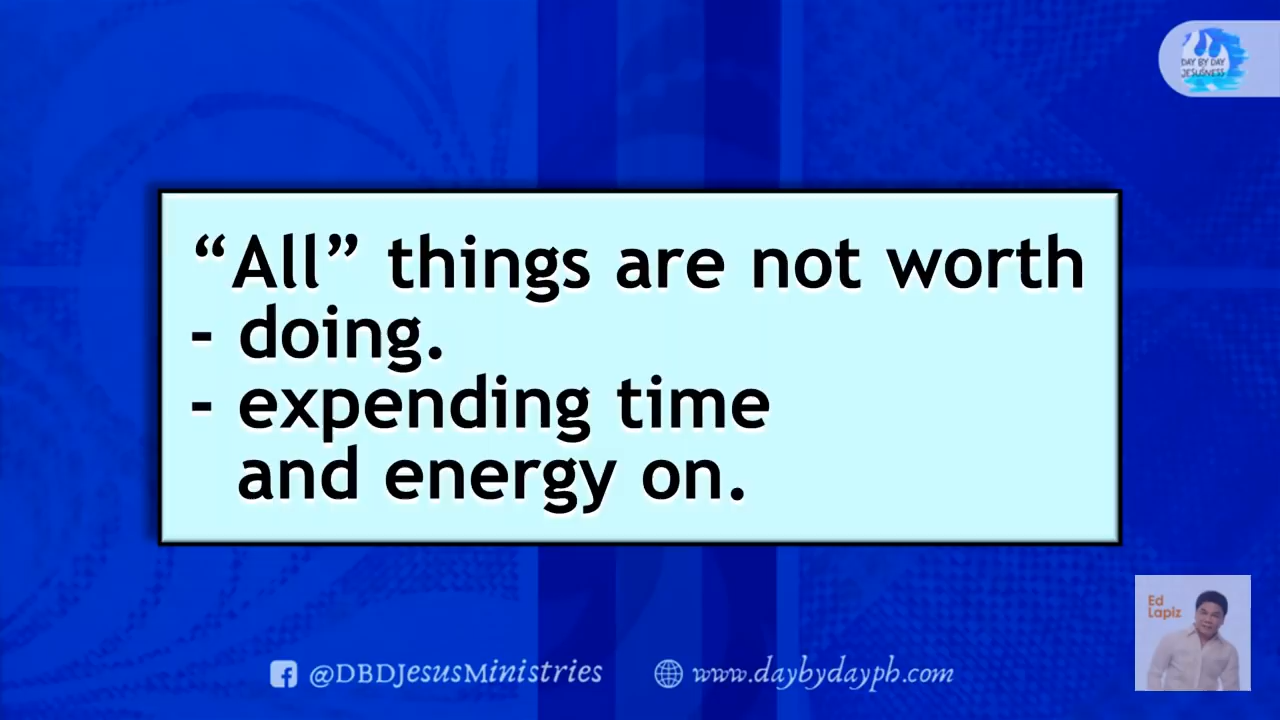 DAY BY DAY
JESUSNESS
“All” things are not worth
- doing.
- expending time
and energy on.
Ed
Lapiz
@DBDJesusMinistries
www.daybydayph.com